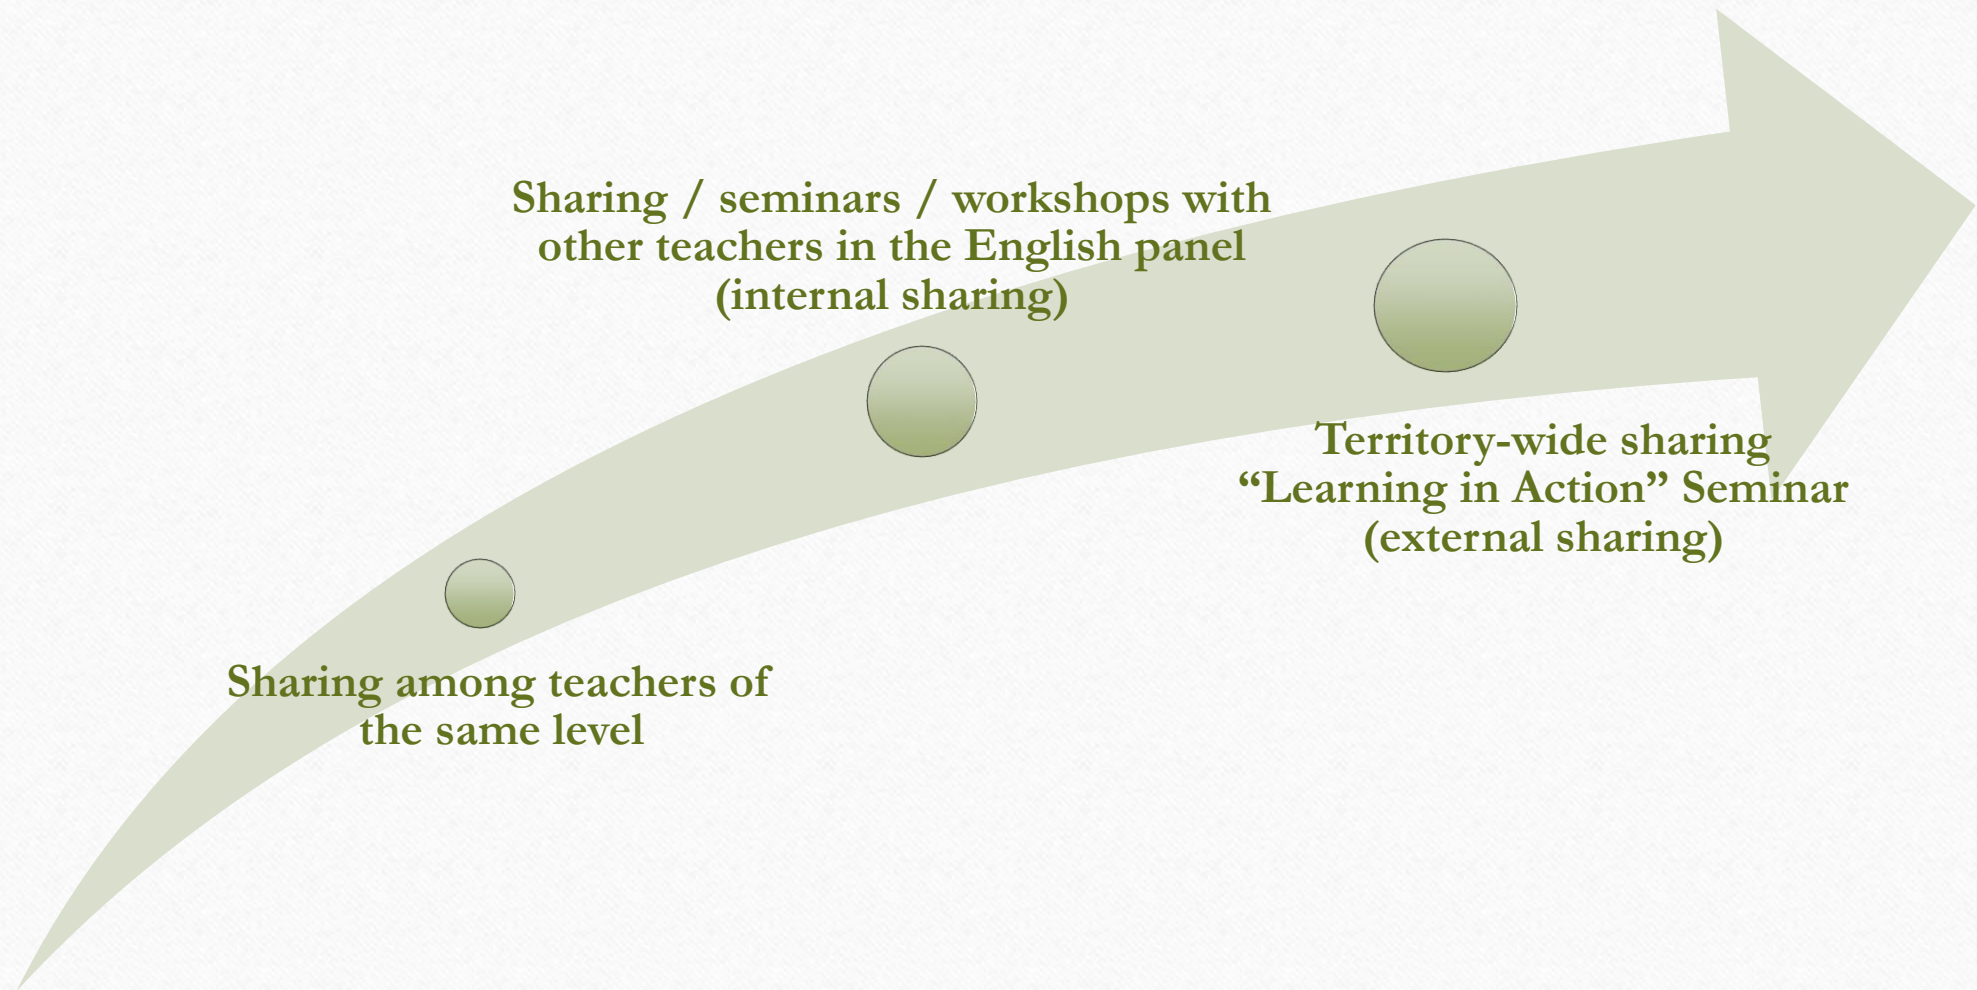 Sharing / seminars / workshops with
other teachers in the English panel
(internal sharing)
Territory-wide sharing
“Learning in Action” Seminar
(external sharing)
Sharing among teachers of
the same level